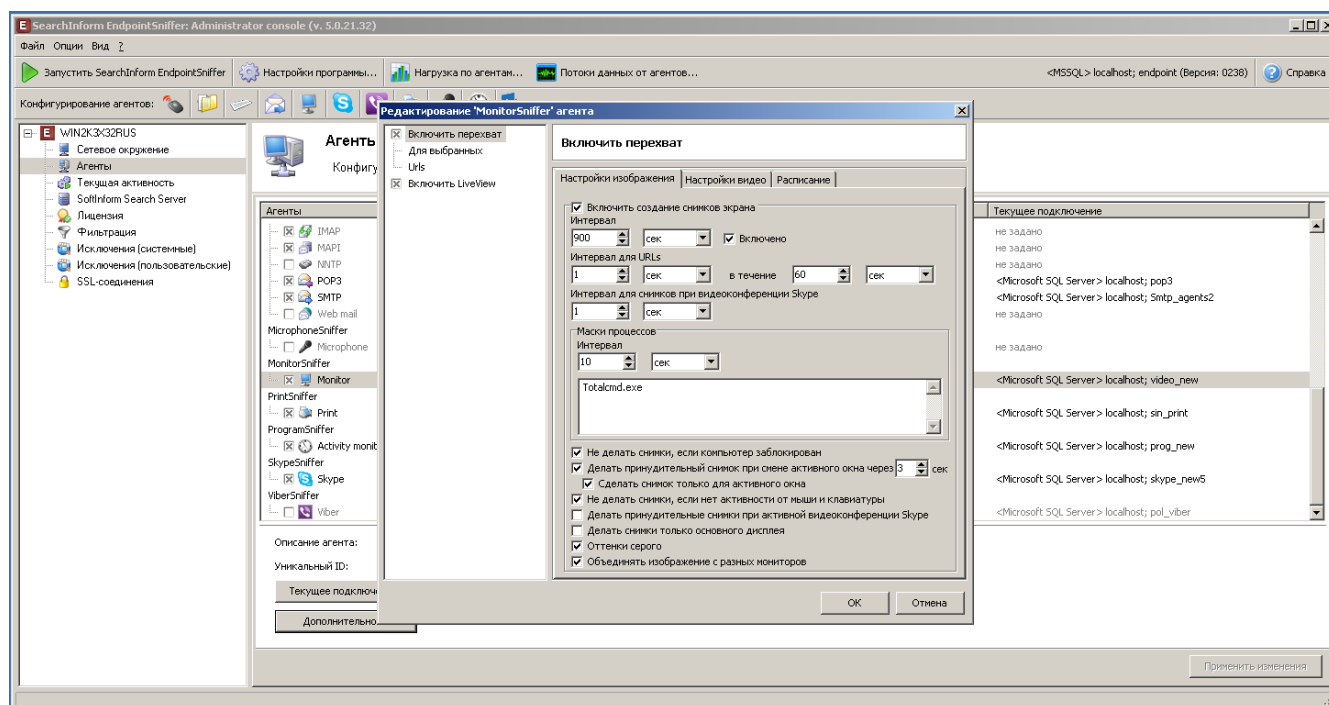 SearchInform EndpointSniffer: Administrator console (v. 5.0.21.32)
Файл Опции Вид ?
Запустить SearchInform EndpointSniffer Настройки программы... Нагрузка по агентам... Потоки данных от агентов... <MSSQL> localhost; endpoint (Версия: 0238) Справка
Конфигурирование агентов:
WIN2K3X32RUS
Сетевое окружение
Агенты
Текущая активность
SoftInform Search Server
Лицензия
Фильтрация
Исключения (системные)
Исключения (пользовательские)
SSL-соединения
Агенты
Конфигу
Агенты
IMAP
MAPI
NNTP
POP3
SMTP
Web mail
MicrophoneSniffer
Microphone
MonitorSniffer
Monitor
PrintSniffer
Print
ProgramSniffer
Activity monit
SkypeSniffer
Skype
ViberSniffer
Viber
Описание агента:
Уникальный ID:
Текущее подключ
Дополнительно...
Редактирование 'MonitorSniffer' агента
Включить перехват
Для выбранных
Urls
Включить LiveView
Включить перехват
Настройки изображения Настройки видео Расписание
Включить создание снимков экрана
Интервал
900 сек Включено
Интервал для URLs
1 сек в течение 60 сек
Интервал для снимков при видеоконференции Skype
1 сек
Маски процессов
Интервал
10 сек
Totalcmd.exe
Не делать снимки, если компьютер заблокирован
Делать принудительный снимок при смене активного окна через 3 сек
Сделать снимок только для активного окна
Не делать снимки, если нет активности от мыши и клавиатуры
Делать принудительные снимки при активной видеоконференции Skype
Делать снимки только основного дисплея
Оттенки серого
Объединять изображение с разных мониторов
OK Отмена
Текущее подключение
не задано
не задано
не задано
<Microsoft SQL Server> localhost; pop3
<Microsoft SQL Server> localhost; Smtp_agents2
не задано
не задано
<Microsoft SQL Server> localhost; video_new
<Microsoft SQL Server> localhost; sin_print
<Microsoft SQL Server> localhost; prog_new
<Microsoft SQL Server> localhost; skype_new5
<Microsoft SQL Server> localhost; pol_viber
Применить изменения